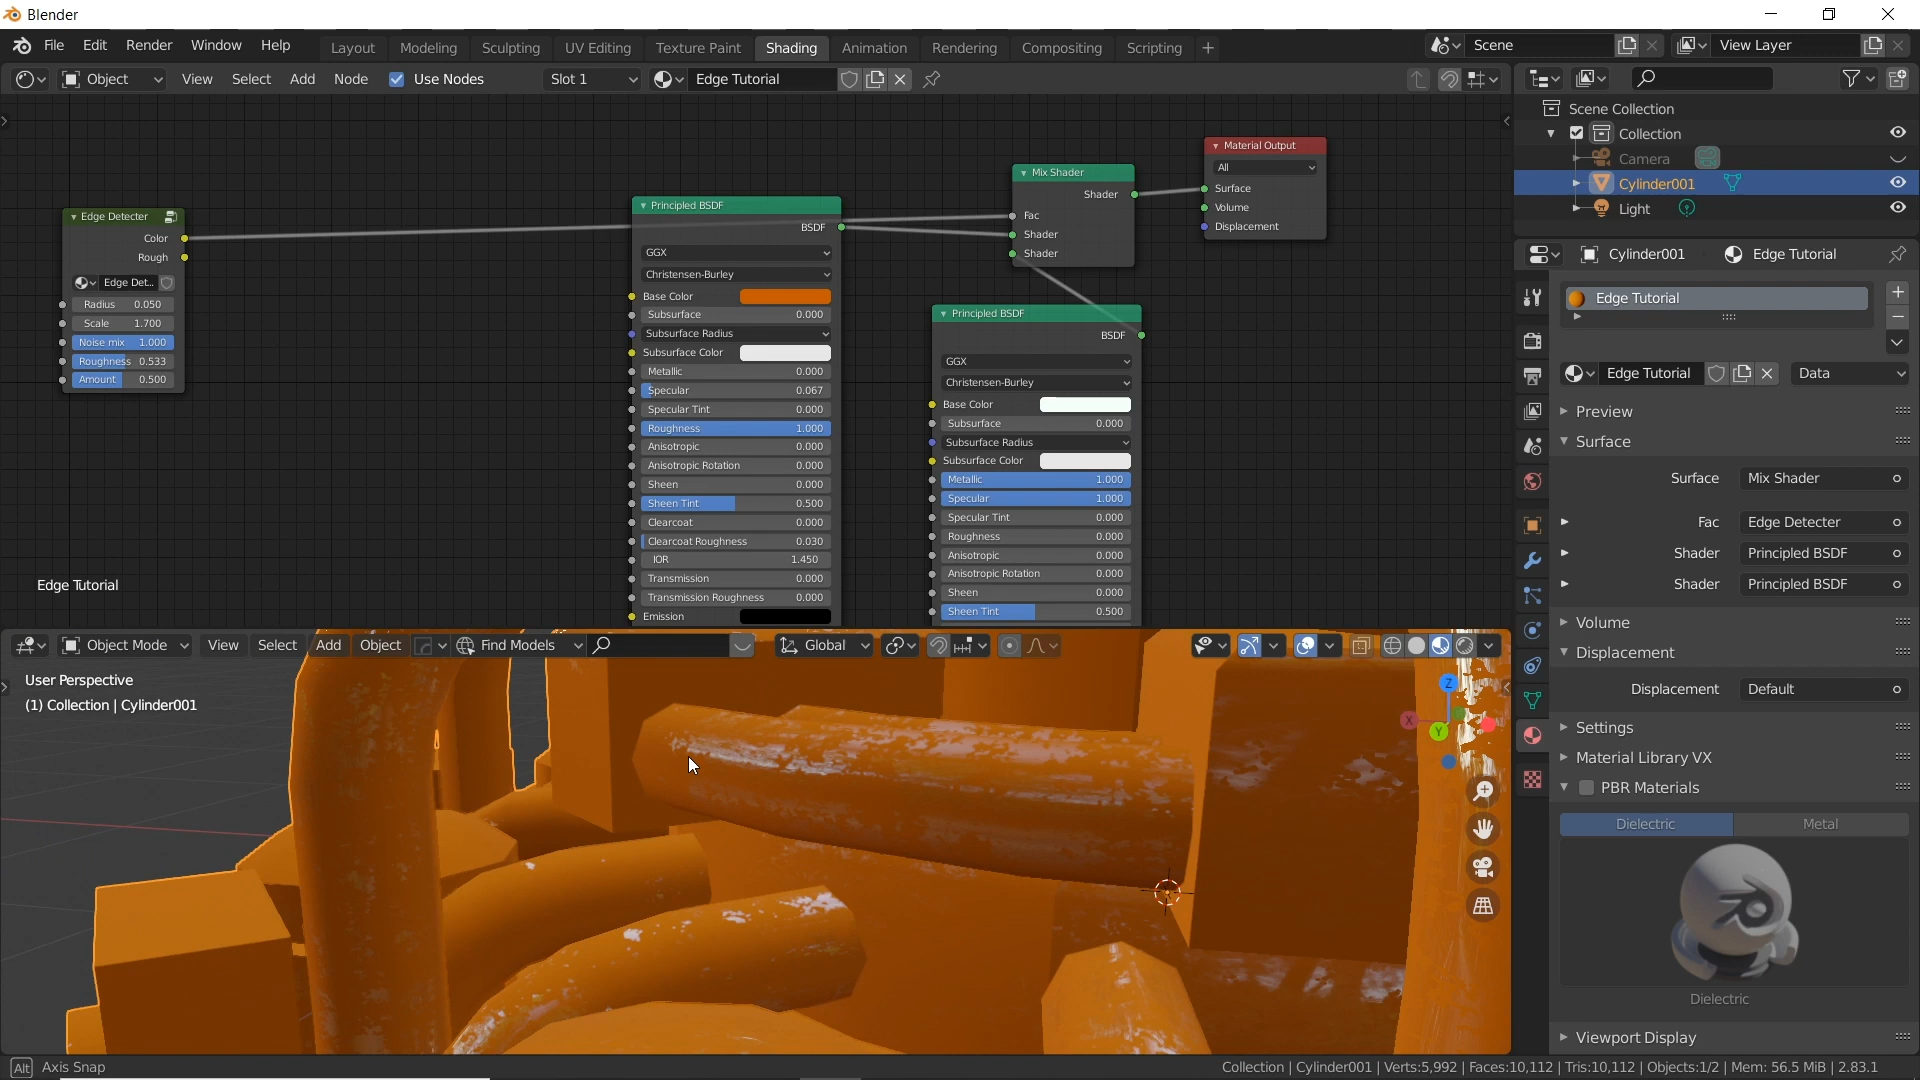 Blender
File Edit Render Window Help Layout Modeling Sculpting UV Editing Texture Paint Shading Animation Rendering Compositing Scripting + Scene View Layer
Object View Select Add Node Use Nodes Slot 1 Edge Tutorial
Scene Collection
Collection
Camera
Cylinder001
Light
Edge Detecter
Color
Rough
Edge Det..
Radius 0.050
Scale 1.700
Noise mix 1.000
Roughness 0.533
Amount 0.500
Principled BSDF
BSDF
GGX
Christensen-Burley
Base Color
Subsurface 0.000
Subsurface Radius
Subsurface Color
Metallic 0.000
Specular 0.067
Specular Tint 0.000
Roughness 1.000
Anisotropic 0.000
Anisotropic Rotation 0.000
Sheen 0.000
Sheen Tint 0.500
Clearcoat 0.000
Clearcoat Roughness 0.030
IOR 1.450
Transmission 0.000
Transmission Roughness 0.000
Emission
Mix Shader
Shader
Fac
Shader
Shader
Material Output
All
Surface
Volume
Displacement
Principled BSDF
BSDF
GGX
Christensen-Burley
Base Color
Subsurface 0.000
Subsurface Radius
Subsurface Color
Metallic 1.000
Specular 1.000
Specular Tint 0.000
Roughness 0.000
Anisotropic 0.000
Anisotropic Rotation 0.000
Sheen 0.000
Sheen Tint 0.500
Edge Tutorial
Cylinder001 Edge Tutorial
Edge Tutorial
Edge Tutorial Data
Preview
Surface
Surface Mix Shader
Fac Edge Detecter
Shader Principled BSDF
Shader Principled BSDF
Volume
Displacement
Displacement Default
Settings
Material Library VX
PBR Materials
Dielectric Metal
Dielectric
Viewport Display
Object Mode View Select Add Object Find Models Global
User Perspective
(1) Collection | Cylinder001
Z
X
Y
Alt Axis Snap
Collection | Cylinder001 | Verts:5,992 | Faces:10,112 | Tris:10,112 | Objects:1/2 | Mem: 56.5 MiB | 2.83.1